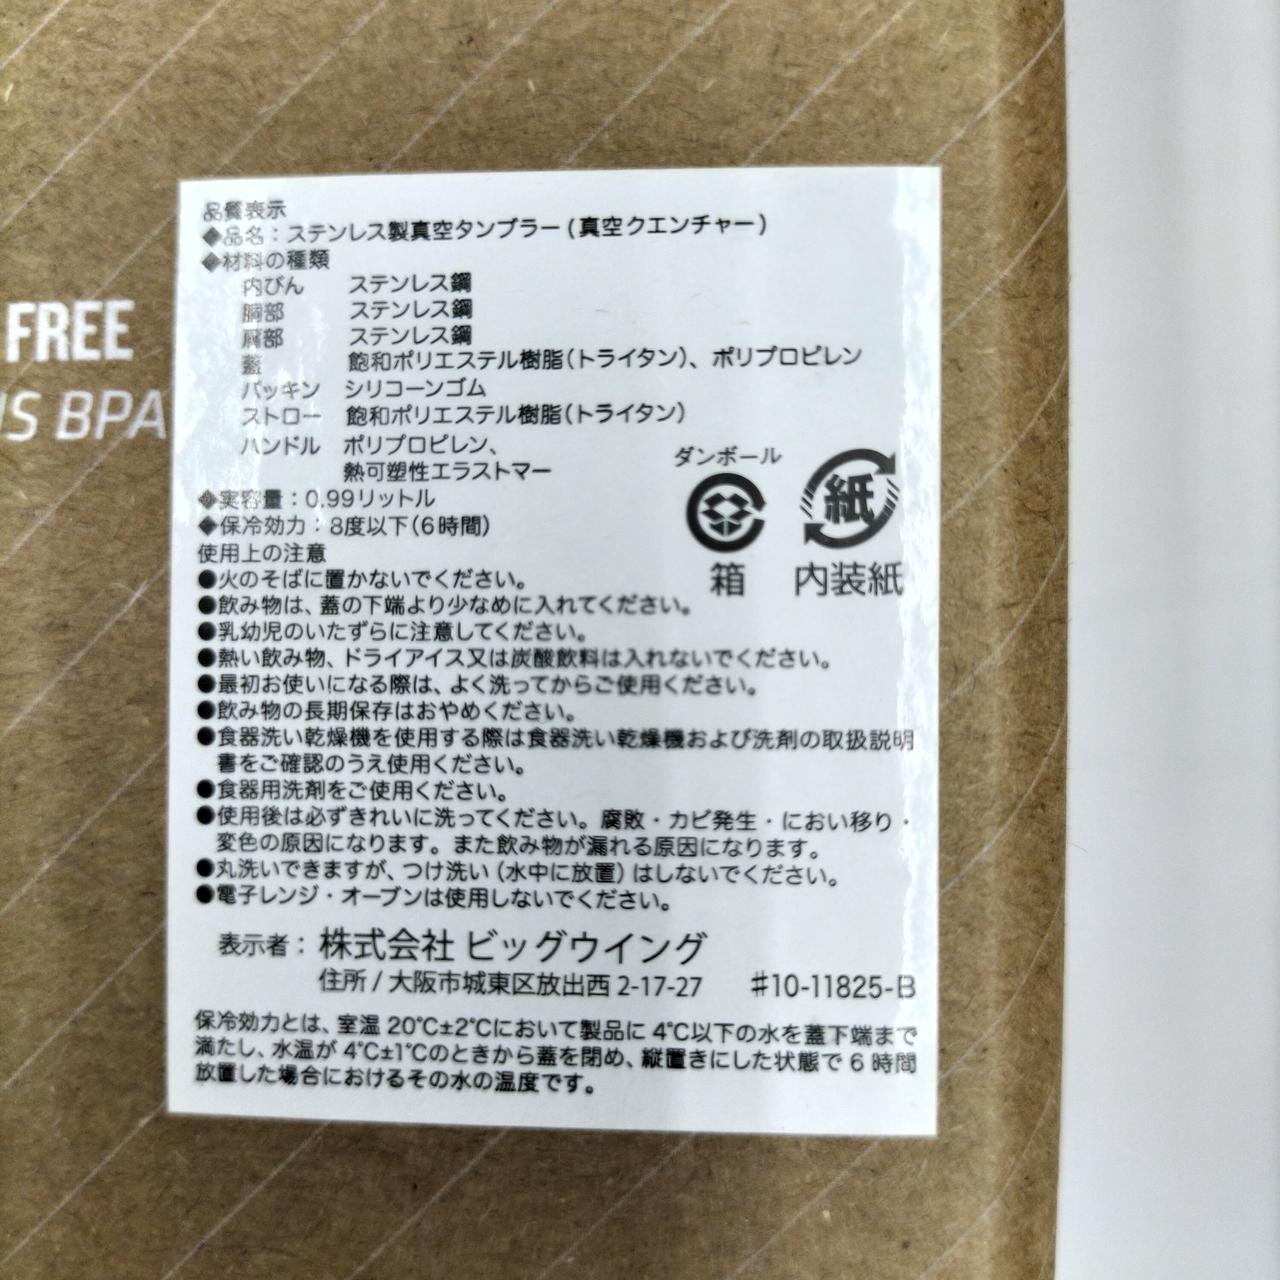 FREE
IS BPA
品質表示
◆品名：ステンレス製真空タンブラー（真空クエンチャー）
◆材料の種類
内びん ステンレス鋼
胴部 ステンレス鋼
肩部 ステンレス鋼
蓋 飽和ポリエステル樹脂（トライタン）、ポリプロピレン
パッキン シリコーンゴム
ストロー 飽和ポリエステル樹脂（トライタン）
ハンドル ポリプロピレン、
熱可塑性エラストマー
◆実容量：0.99リットル
◆保冷効力：8度以下（6時間）
ダンボール
紙
箱 内装紙
使用上の注意
●火のそばに置かないでください。
●飲み物は、蓋の下端より少なめに入れてください。
●乳幼児のいたずらに注意してください。
●熱い飲み物、ドライアイス又は炭酸飲料は入れないでください。
●最初お使いになる際は、よく洗ってからご使用ください。
●飲み物の長期保存はおやめください。
●食器洗い乾燥機を使用する際は食器洗い乾燥機および洗剤の取扱説明
書をご確認のうえ使用ください。
●食器用洗剤をご使用ください。
●使用後は必ずきれいに洗ってください。腐敗・カビ発生・におい移り・
変色の原因になります。また飲み物が漏れる原因になります。
●丸洗いできますが、つけ洗い（水中に放置）はしないでください。
●電子レンジ・オーブンは使用しないでください。
表示者：株式会社 ビッグウイング
住所 / 大阪市城東区放出西 2-17-27 #10-11825-B
保冷効力とは、室温 20℃±2℃において製品に 4℃以下の水を蓋下端まで
満たし、水温が 4℃±1℃のときから蓋を閉め、縦置きにした状態で 6 時間
放置した場合におけるその水の温度です。